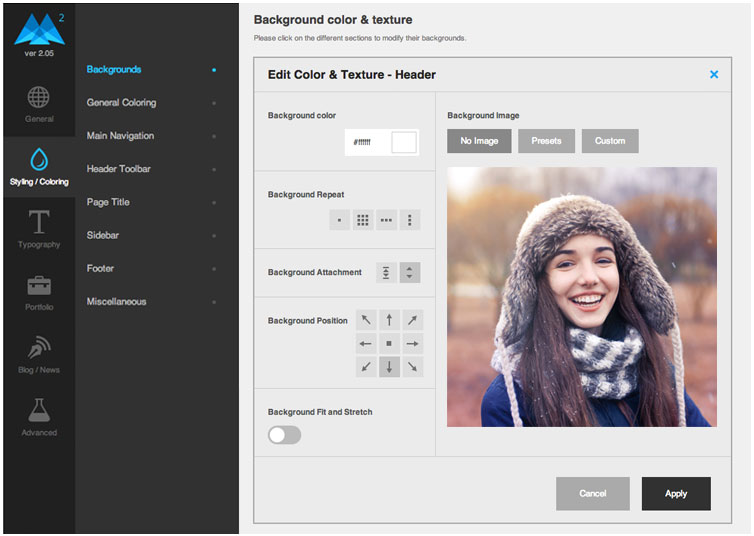 2
ver 2.05
General
Styling / Coloring
Typography
Portfolio
Blog / News
Advanced
Backgrounds
General Coloring
Main Navigation
Header Toolbar
Page Title
Sidebar
Footer
Miscellaneous
Background color & texture
Please click on the different sections to modify their backgrounds.
Edit Color & Texture - Header
Background color
#ffffff
Background Repeat
Background Attachment
Background Position
Background Fit and Stretch
Background Image
No Image
Presets
Custom
Cancel
Apply